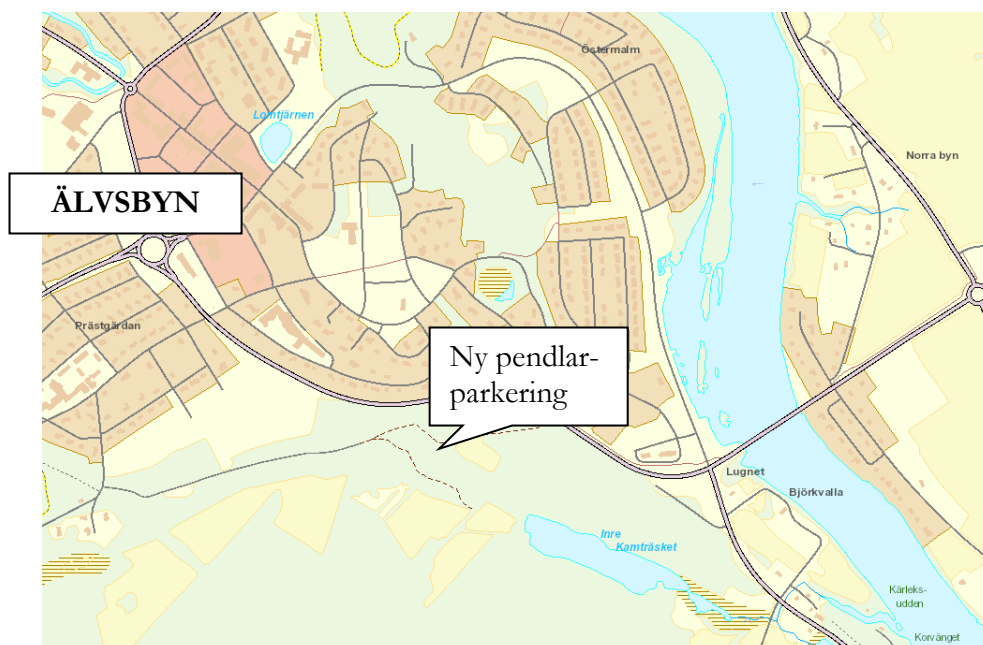 Östermalm
Lomtjärnen
Norra byn
ÄLVSBYN
Prästgårdan
Ny pendlar-
parkering
Lugnet
Björkvalla
Inre
Kamträsket
Kärleks-
udden
Korvänget